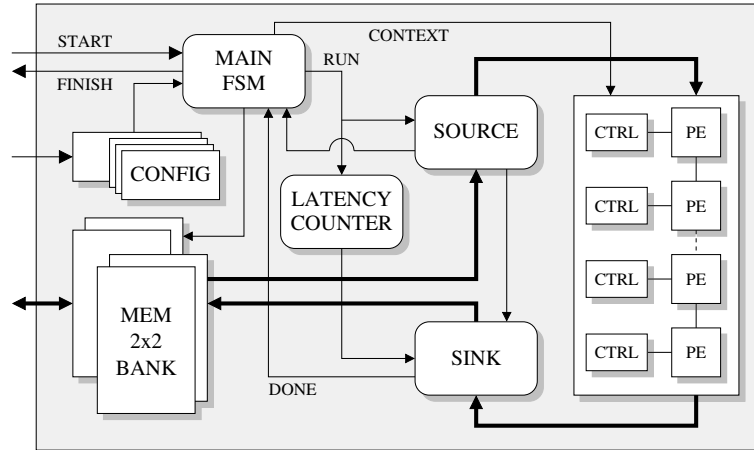 START
CONTEXT
MAIN
FSM
RUN
FINISH
SOURCE
CTRL
PE
CONFIG
LATENCY
COUNTER
CTRL
PE
CTRL
PE
MEM
2x2
BANK
SINK
CTRL
PE
DONE